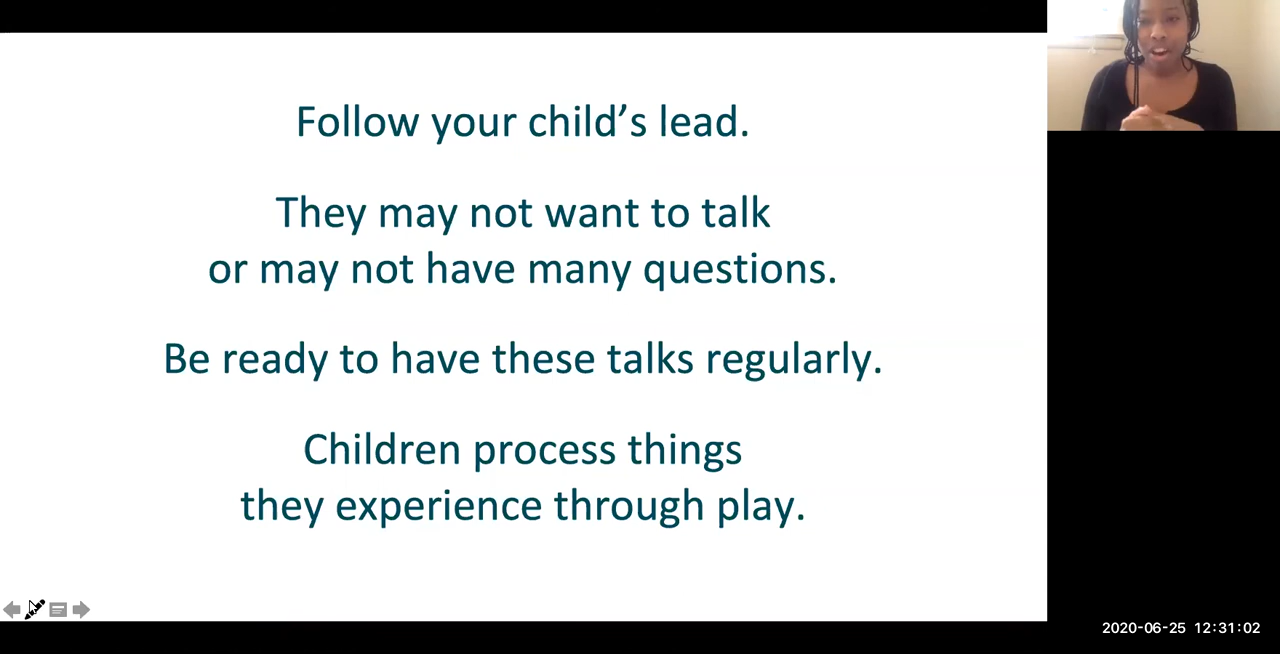 Follow your child’s lead.
They may not want to talk
or may not have many questions.
Be ready to have these talks regularly.
Children process things
they experience through play.
2020-06-25 12:31:02